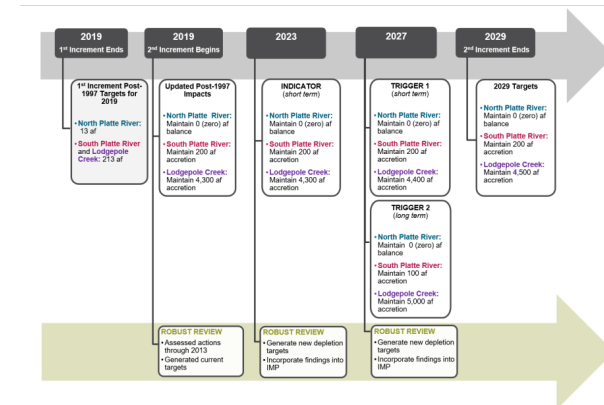 2019
1st Increment Ends
2019
2nd Increment Begins
2023
2027
2029
2nd Increment Ends
1st Increment Post-
1997 Targets for
2019
• North Platte River:
13 af
• South Platte River
and Lodgepole
Creek: 213 af
Updated Post-1997
Impacts
• North Platte River:
Maintain 0 (zero) af
balance
• South Platte River:
Maintain 200 af
accretion
• Lodgepole Creek:
Maintain 4,300 af
accretion
INDICATOR
(short term)
• North Platte River:
Maintain 0 (zero) af
balance
• South Platte River:
Maintain 200 af
accretion
• Lodgepole Creek:
Maintain 4,300 af
accretion
TRIGGER 1
(short term)
• North Platte River:
Maintain 0 (zero) af
balance
• South Platte River:
Maintain 200 af
accretion
• Lodgepole Creek:
Maintain 4,400 af
accretion
2029 Targets
• North Platte River:
Maintain 0 (zero) af
balance
• South Platte River:
Maintain 200 af
accretion
• Lodgepole Creek:
Maintain 4,500 af
accretion
TRIGGER 2
(long term)
• North Platte River:
Maintain 0 (zero) af
balance
• South Platte River:
Maintain 100 af
accretion
• Lodgepole Creek:
Maintain 5,000 af
accretion
ROBUST REVIEW
• Assessed actions
through 2013
• Generated current
targets
ROBUST REVIEW
• Generate new depletion
targets
• Incorporate findings into
IMP
ROBUST REVIEW
• Generate new depletion
targets
• Incorporate findings into
IMP